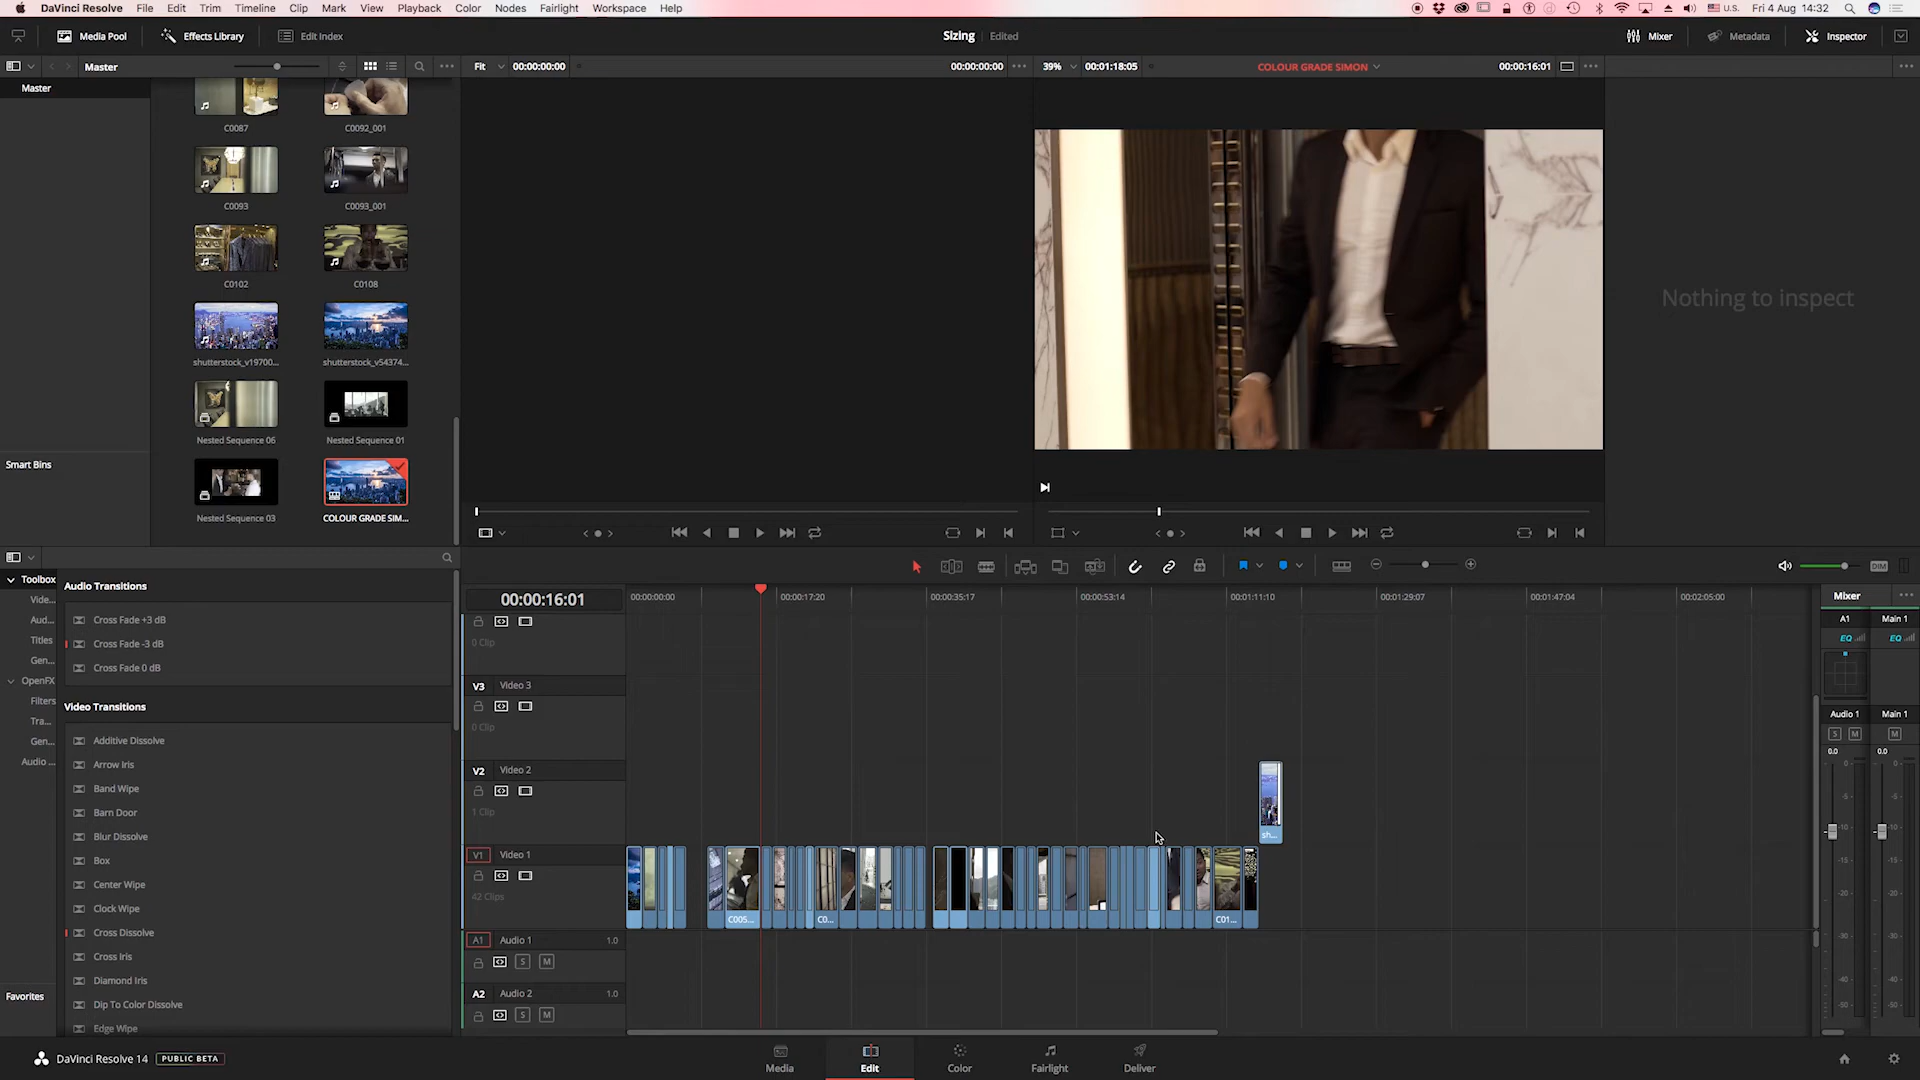 DaVinci Resolve File Edit Trim Timeline Clip Mark View Playback Color Nodes Fairlight Workspace Help
U.S. Fri 4 Aug 14:32
Media Pool Effects Library Edit Index
Sizing Edited
Mixer Metadata Inspector
Master
Fit 00:00:00:00 00:00:00:00
39% 00:01:18:05 COLOUR GRADE SIMON 00:00:16:01
Master
C0087 C0092_001
C0093 C0093_001
C0102 C0108
shutterstock_v19700... shutterstock_v54374...
Nested Sequence 06 Nested Sequence 01
Nested Sequence 03 COLOUR GRADE SIM...
Smart Bins
Nothing to inspect
Toolbox
Vide...
Aud...
Titles
Gen...
OpenFX
Filters
Tra...
Gen...
Audio ...
Favorites
Audio Transitions
Cross Fade +3 dB
Cross Fade -3 dB
Cross Fade 0 dB
Video Transitions
Additive Dissolve
Arrow Iris
Band Wipe
Barn Door
Blur Dissolve
Box
Center Wipe
Clock Wipe
Cross Dissolve
Cross Iris
Diamond Iris
Dip To Color Dissolve
Edge Wipe
DIM
00:00:16:01
00:00:00:00 00:00:17:20 00:00:35:17 00:00:53:14 00:01:11:10 00:01:29:07 00:01:47:04 00:02:05:00
0 Clip
V3 Video 3
0 Clip
V2 Video 2
1 Clip
sh...
V1 Video 1
42 Clips
C005... C0... C01...
A1 Audio 1 1.0
S M
A2 Audio 2 1.0
S M
Mixer
A1 Main 1
EQ EQ
Audio 1 Main 1
S M M
0.0 0.0
0
-5
-10
-15
-20
-30
-40
-50
DaVinci Resolve 14 PUBLIC BETA
Media Edit Color Fairlight Deliver